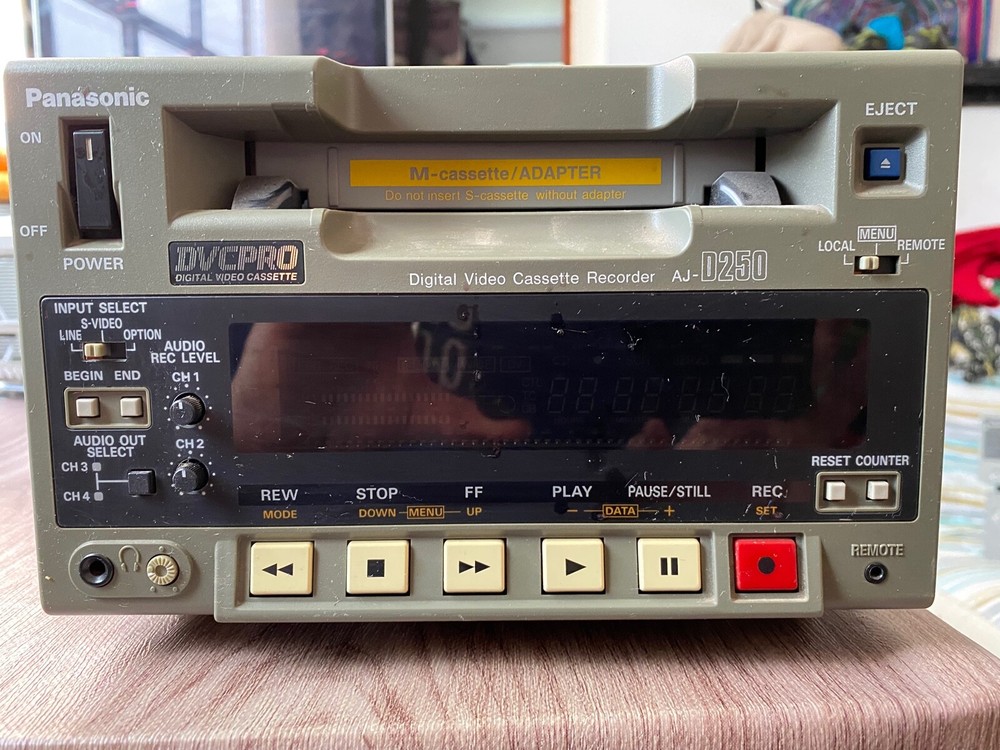 Panasonic
ON
OFF
POWER
M-cassette/ADAPTER
Do not insert S-cassette without adapter
EJECT
MENU
LOCAL REMOTE
DVCPRO
DIGITAL VIDEO CASSETTE
Digital Video Cassette Recorder AJ-D250
INPUT SELECT
S-VIDEO
LINE OPTION
AUDIO
REC LEVEL
BEGIN END
CH 1
AUDIO OUT
SELECT
CH 2
CH 3
CH 4
RESET COUNTER
REW STOP FF PLAY PAUSE/STILL REC
MODE DOWN MENU UP – DATA + SET
REMOTE